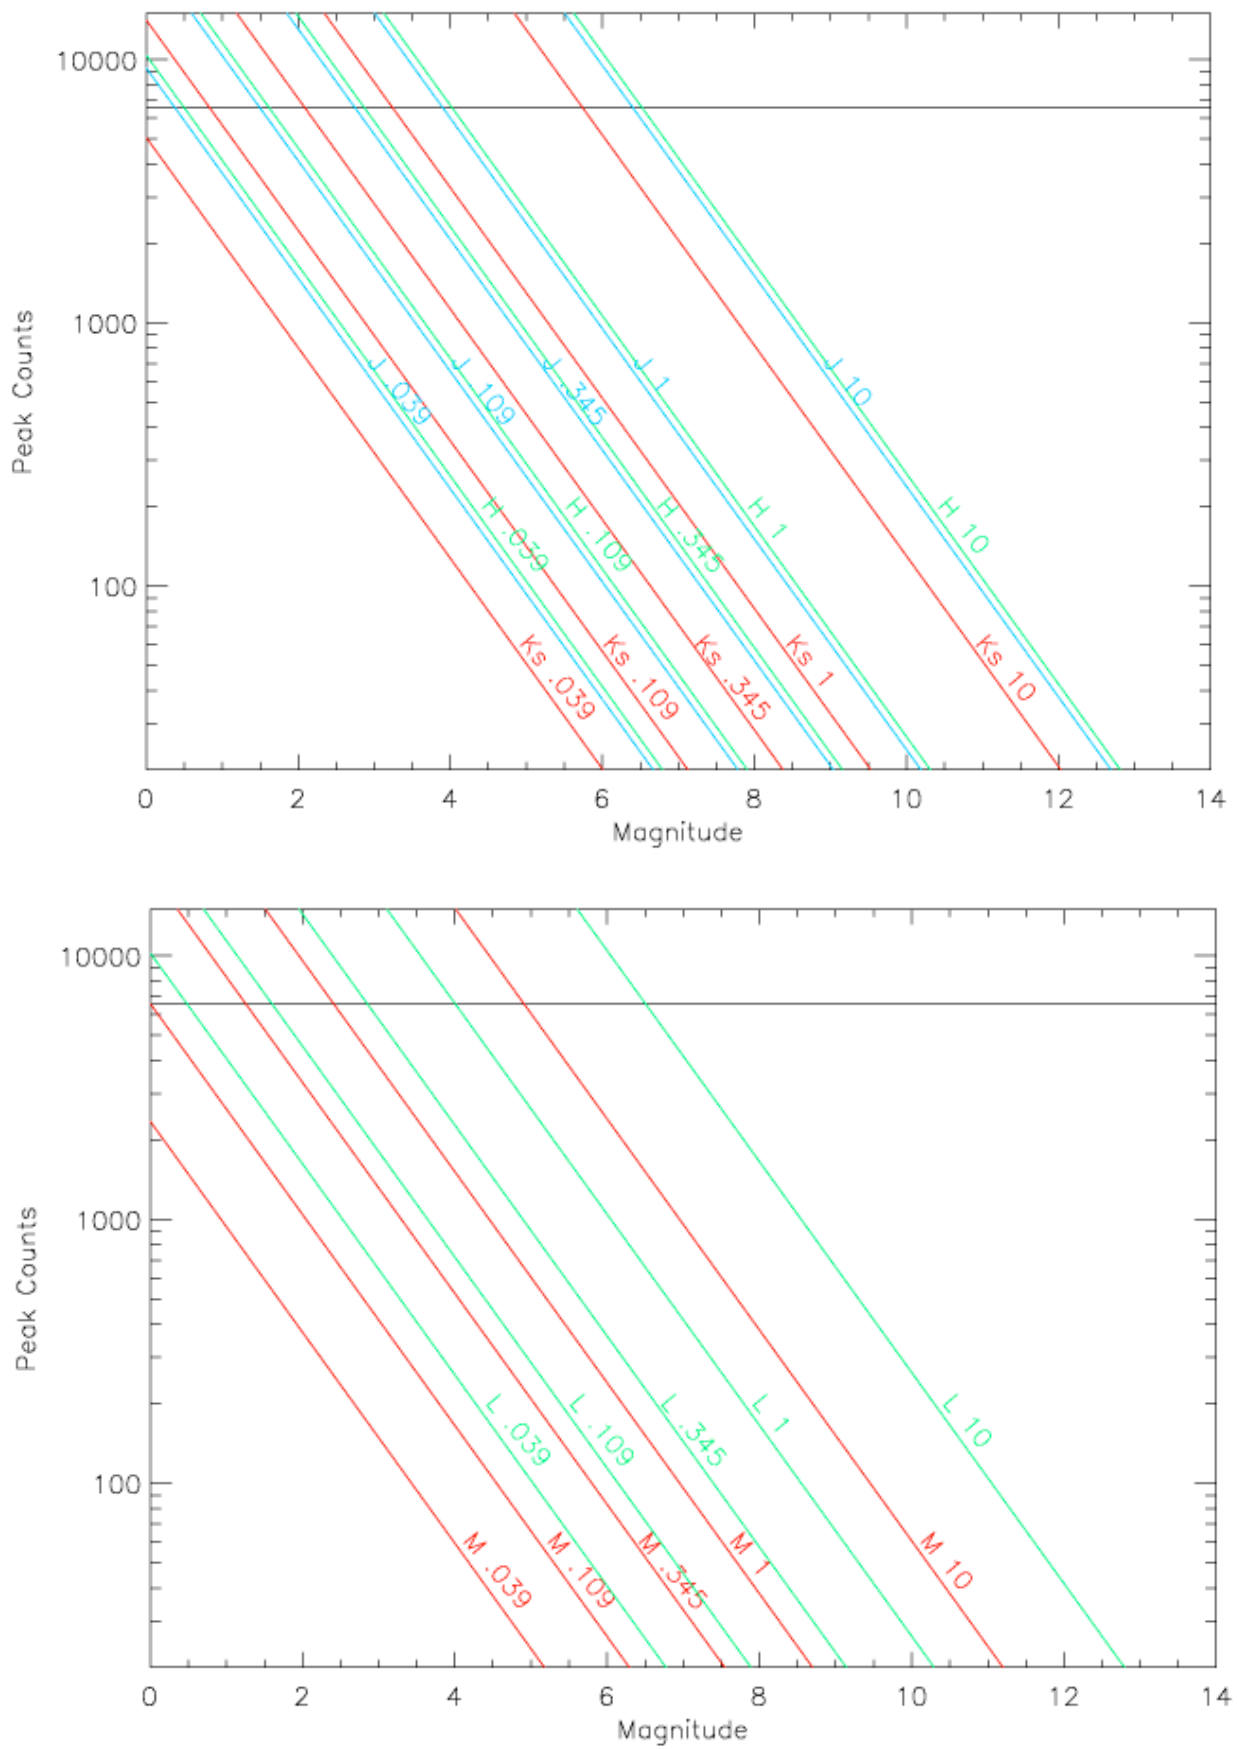 10000
1000
100
Peak Counts
J .039
J .109
J .345
J 1
J 10
H .039
H .109
H .345
H 1
H 10
Ks .039
Ks .109
Ks .345
Ks 1
Ks 10
0 2 4 6 8 10 12 14
Magnitude
10000
1000
100
Peak Counts
L .039
L .109
L .345
L 1
L 10
M .039
M .109
M .345
M 1
M 10
0 2 4 6 8 10 12 14
Magnitude